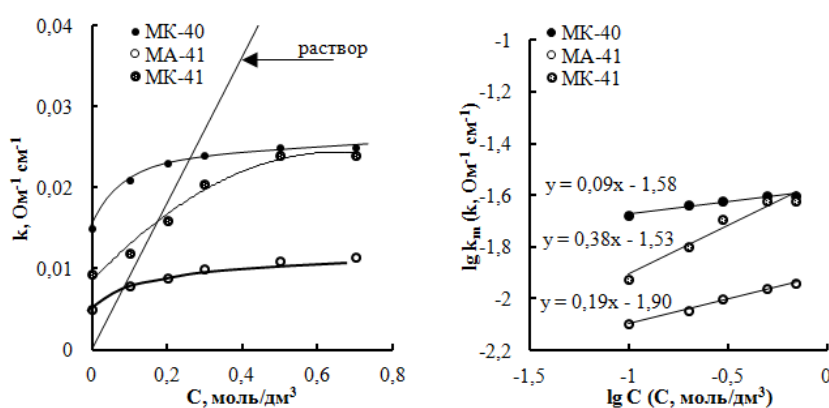 0,04
0,03
0,02
0,01
0
k, Ом⁻¹ см⁻¹
МК-40
МА-41
МК-41
раствор
0
0,2
0,4
0,6
0,8
С, моль/дм³
-1
-1,2
-1,4
-1,6
-1,8
-2
-2,2
lg kₘ (k, Ом⁻¹ см⁻¹)
МК-40
МА-41
МК-41
y = 0,09x - 1,58
y = 0,38x - 1,53
y = 0,19x - 1,90
-1,5
-1
-0,5
0
lg C (С, моль/дм³)